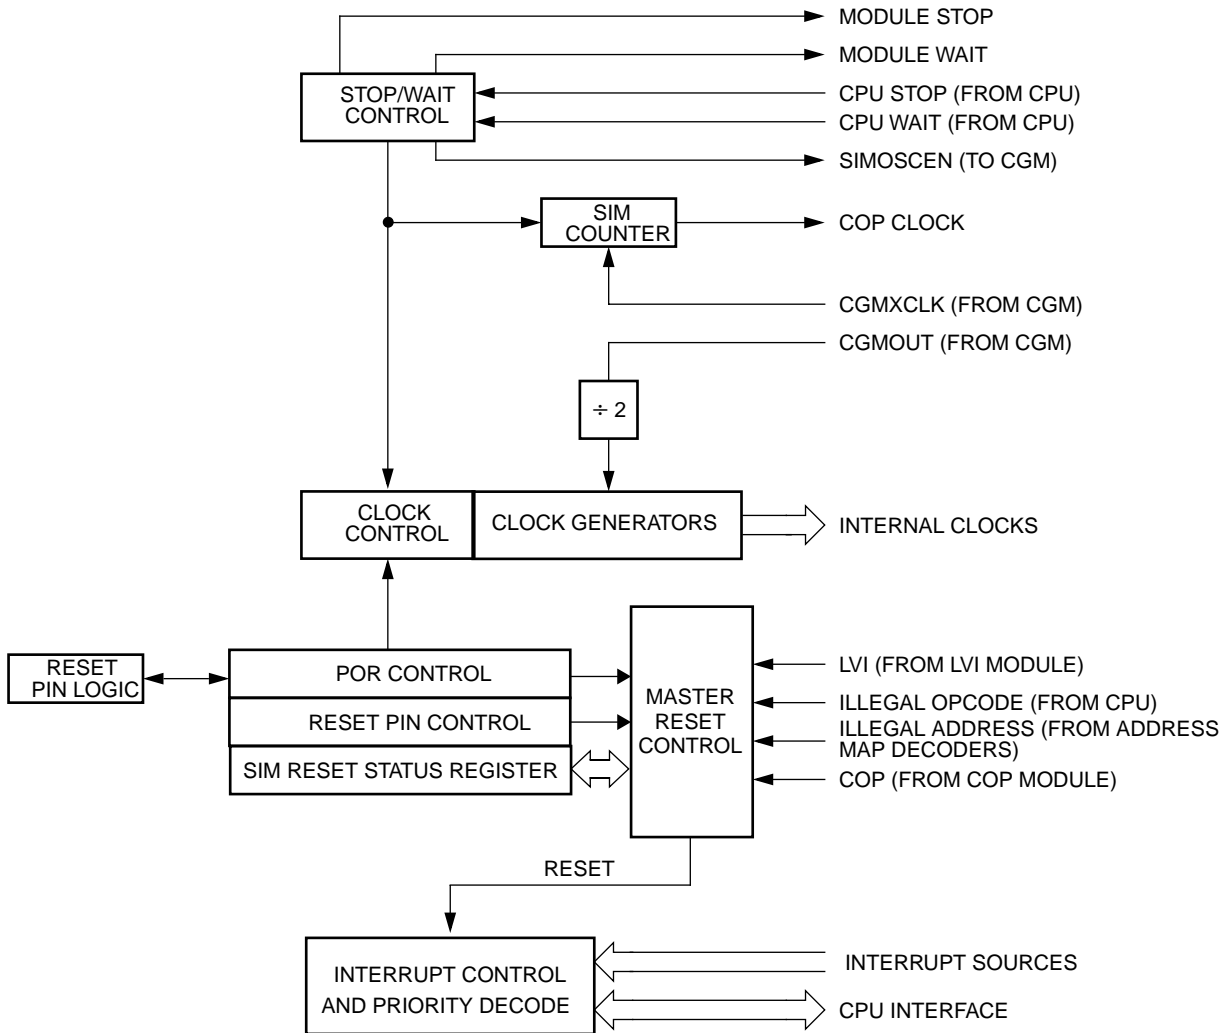 MODULE STOP
MODULE WAIT
STOP/WAIT
CONTROL
CPU STOP (FROM CPU)
CPU WAIT (FROM CPU)
SIMOSCEN (TO CGM)
SIM
COUNTER
COP CLOCK
CGMXCLK (FROM CGM)
CGMOUT (FROM CGM)
÷ 2
CLOCK
CONTROL
CLOCK GENERATORS
INTERNAL CLOCKS
RESET
PIN LOGIC
POR CONTROL
RESET PIN CONTROL
SIM RESET STATUS REGISTER
MASTER
RESET
CONTROL
LVI (FROM LVI MODULE)
ILLEGAL OPCODE (FROM CPU)
ILLEGAL ADDRESS (FROM ADDRESS
MAP DECODERS)
COP (FROM COP MODULE)
RESET
INTERRUPT CONTROL
AND PRIORITY DECODE
INTERRUPT SOURCES
CPU INTERFACE